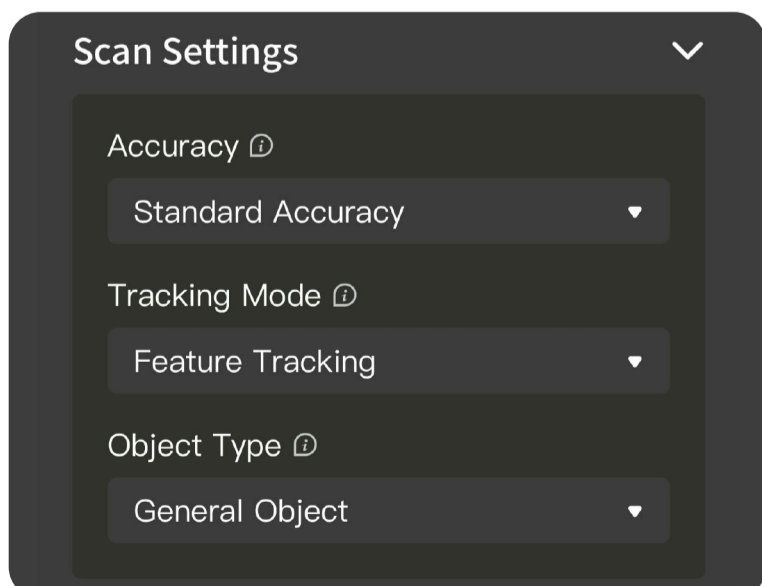 Scan Settings
Accuracy
Standard Accuracy
Tracking Mode
Feature Tracking
Object Type
General Object